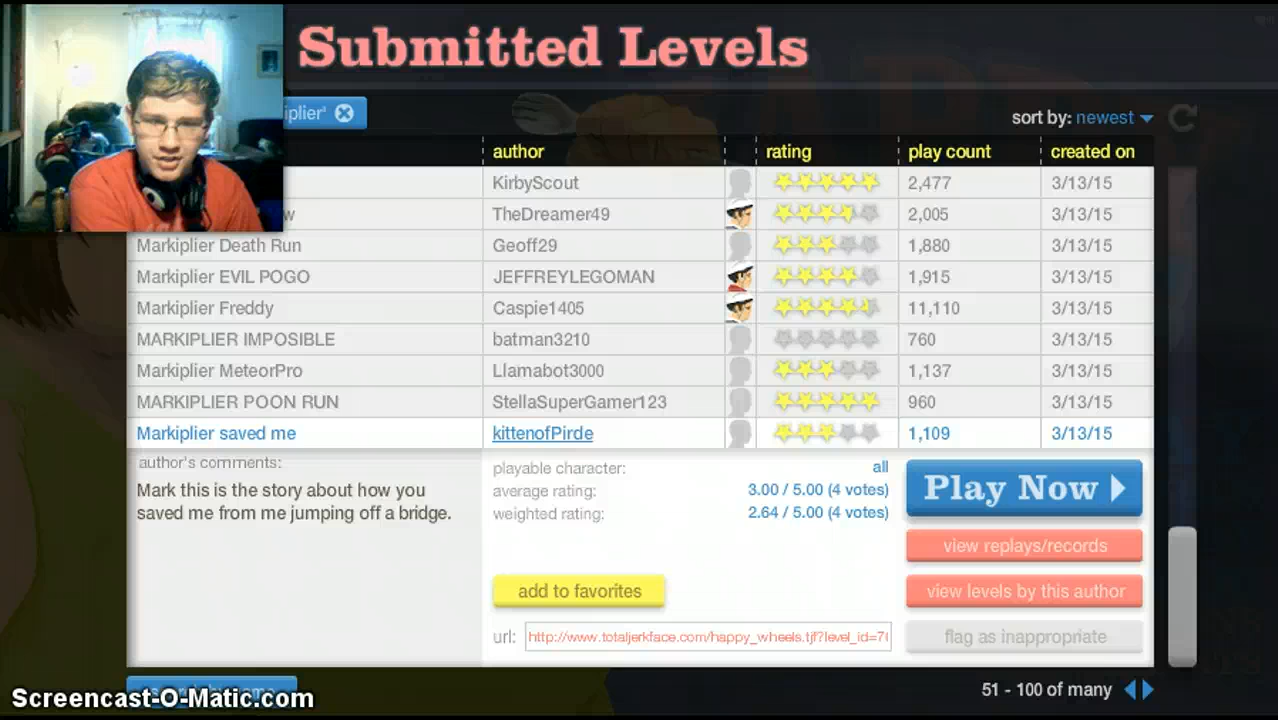 Submitted Levels
iplier' sort by: newest
author rating play count created on
KirbyScout 2,477 3/13/15
w TheDreamer49 2,005 3/13/15
Markiplier Death Run Geoff29 1,880 3/13/15
Markiplier EVIL POGO JEFFREYLEGOMAN 1,915 3/13/15
Markiplier Freddy Caspie1405 11,110 3/13/15
MARKIPLIER IMPOSIBLE batman3210 760 3/13/15
Markiplier MeteorPro Llamabot3000 1,137 3/13/15
MARKIPLIER POON RUN StellaSuperGamer123 960 3/13/15
Markiplier saved me kittenofPirde 1,109 3/13/15
author's comments:
Mark this is the story about how you
saved me from me jumping off a bridge.
playable character: all
average rating: 3.00 / 5.00 (4 votes)
weighted rating: 2.64 / 5.00 (4 votes)
Play Now
view replays/records
add to favorites
view levels by this author
url: http://www.totaljerkface.com/happy_wheels.tjf?level_id=7
flag as inappropriate
51 - 100 of many
Screencast-O-Matic.com